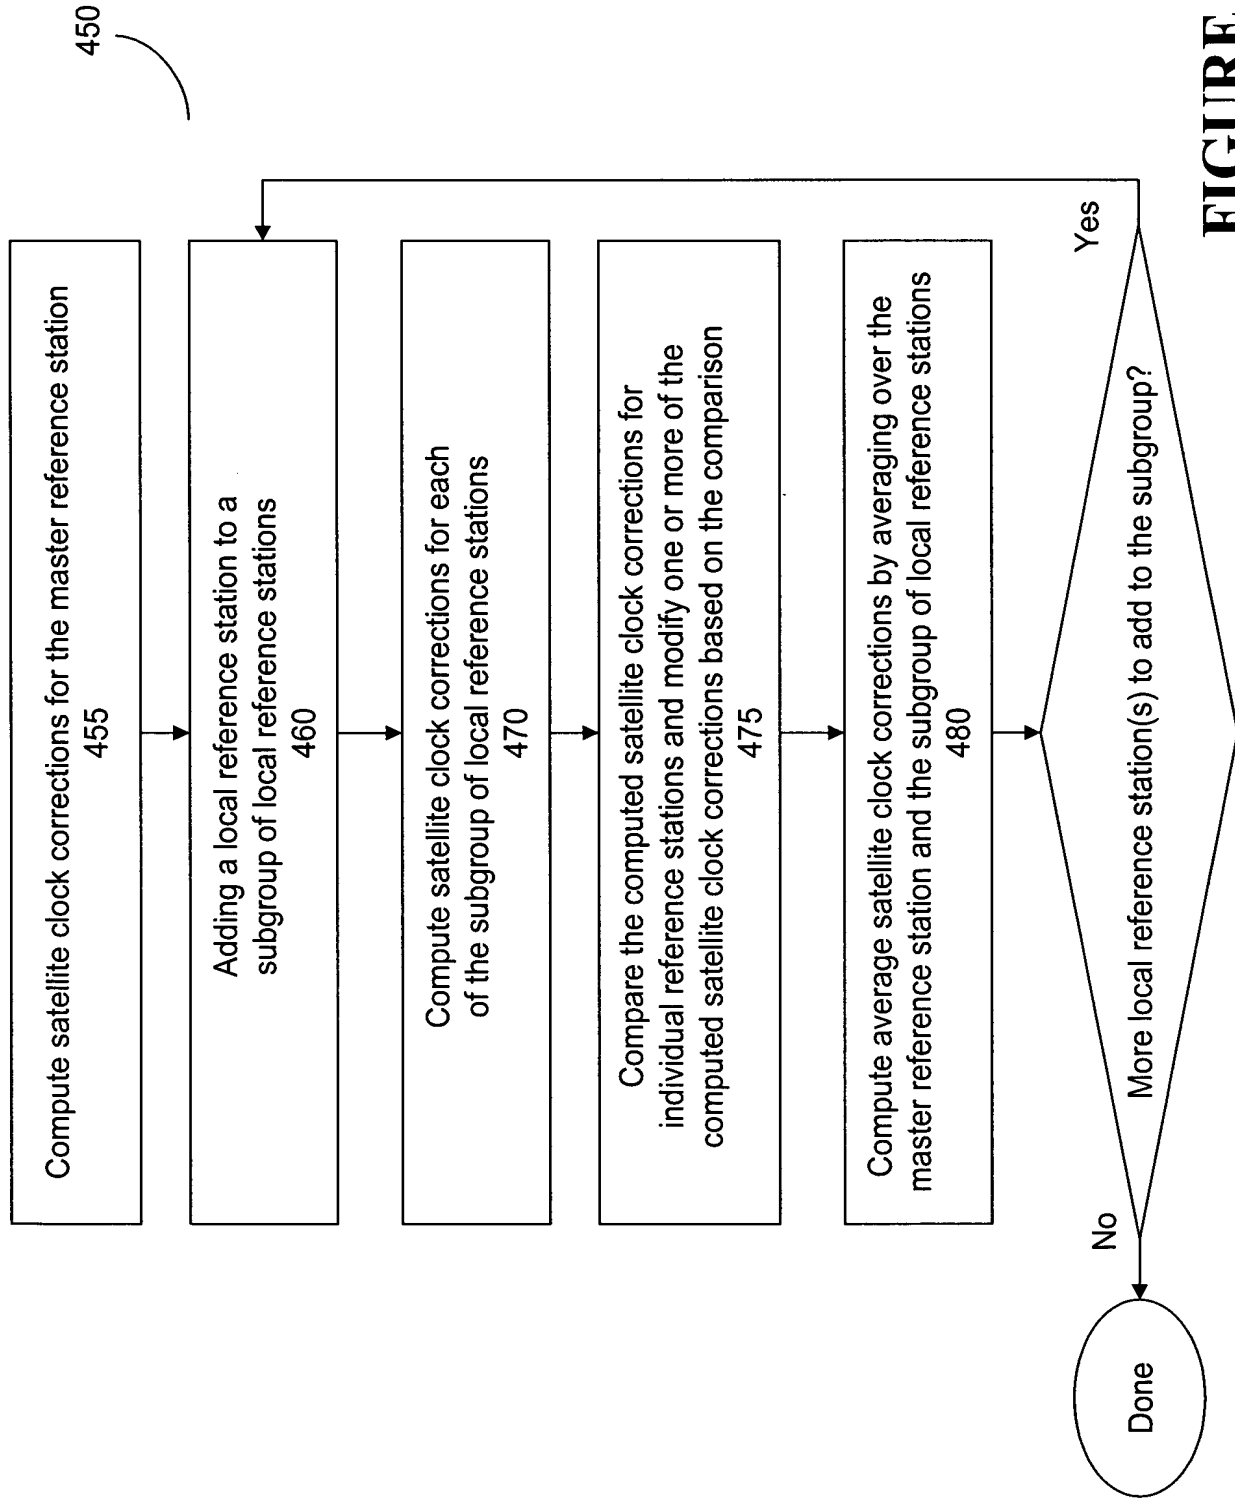 450
Compute satellite clock corrections for the master reference station
455
Adding a local reference station to a
subgroup of local reference stations
460
Compute satellite clock corrections for each
of the subgroup of local reference stations
470
Compare the computed satellite clock corrections for
individual reference stations and modify one or more of the
computed satellite clock corrections based on the comparison
475
Compute average satellite clock corrections by averaging over the
master reference station and the subgroup of local reference stations
480
More local reference station(s) to add to the subgroup?
Yes
No
Done
FIGURE